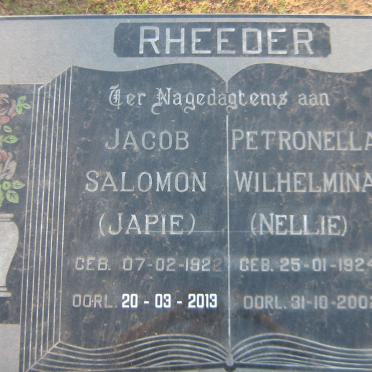 RHEEDER
Ter Nagedagtenis aan
JACOB
SALOMON
(JAPIE)
GEB. 07-02-1922
OORL. 20-03-2013
PETRONELLA
WILHELMINA
(NELLIE)
GEB. 25-01-1924
OORL. 31-10-2002